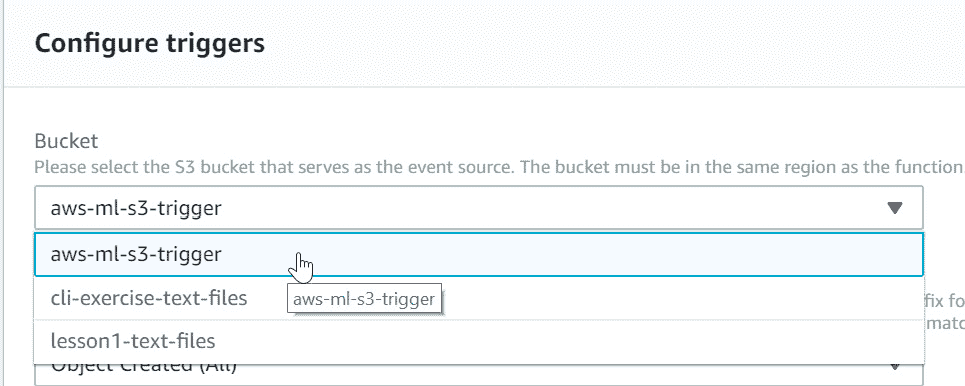 Configure triggers
Bucket
Please select the S3 bucket that serves as the event source. The bucket must be in the same region as the function.
aws-ml-s3-trigger
aws-ml-s3-trigger
cli-exercise-text-files
aws-ml-s3-trigger
fix fo
matc
lesson1-text-files
Object Created (All)